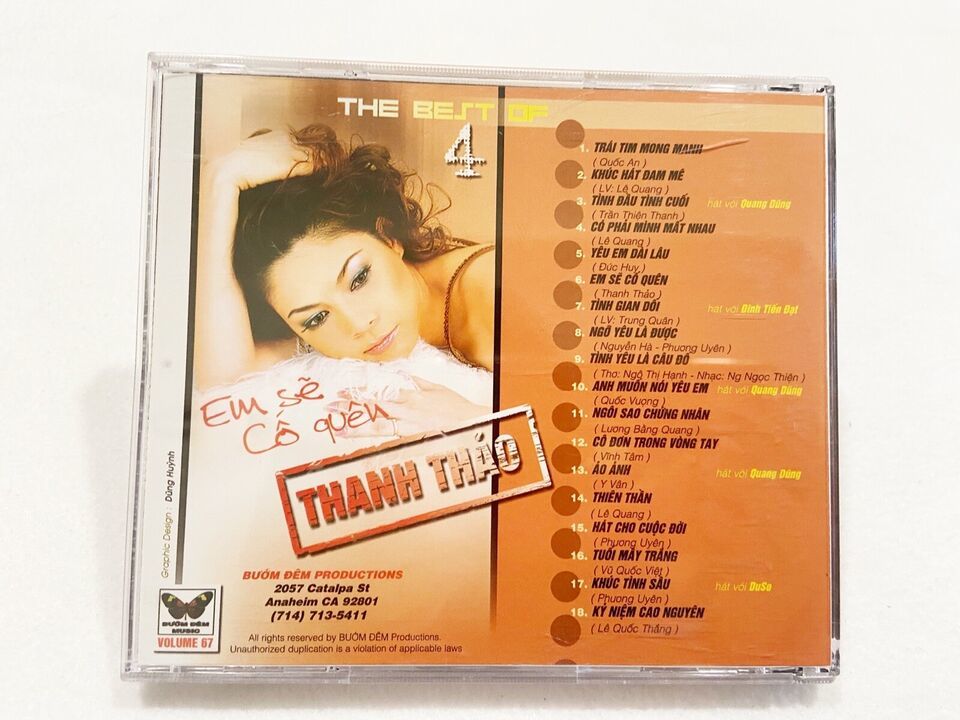 THE BEST OF
4
1. TRÁI TIM MONG MANH
( Quốc An )
2. KHÚC HÁT ĐAM MÊ
( LV: Lê Quang )
3. TÌNH ĐẦU TÌNH CUỐI hát với Quang Dũng
( Trần Thiện Thanh )
4. CÓ PHẢI MÌNH MẤT NHAU
( Lê Quang )
5. YÊU EM DÀI LÂU
( Đức Huy )
6. EM SẼ CỐ QUÊN
( Thanh Thảo )
7. TÌNH GIAN DỐI hát với Đinh Tiến Đạt
( LV: Trung Quân )
8. NGỠ YÊU LÀ ĐƯỢC
( Nguyễn Hà - Phương Uyên )
9. TÌNH YÊU LÀ CÂU ĐỐ
( Thơ: Ngô Thị Hạnh - Nhạc: Ng Ngọc Thiện )
10. ANH MUỐN NÓI YÊU EM hát với Quang Dũng
( Quốc Vượng )
11. NGÔI SAO CHỨNG NHÂN
( Lương Bằng Quang )
12. CÔ ĐƠN TRONG VÒNG TAY
( Vĩnh Tâm )
13. ẢO ẢNH hát với Quang Dũng
( Y Vân )
14. THIÊN THẦN
( Lê Quang )
15. HÁT CHO CUỘC ĐỜI
( Phương Uyên )
16. TUỔI MÂY TRẮNG
( Vũ Quốc Việt )
17. KHÚC TÌNH SẦU hát với DuSo
( Phương Uyên )
18. KỶ NIỆM CAO NGUYÊN
( Lê Quốc Thắng )
EM SẼ
CỐ QUÊN
THANH THẢO
Graphic Design : Dũng Huỳnh
BƯỚM ĐÊM PRODUCTIONS
2057 Catalpa St
Anaheim CA 92801
(714) 713-5411
BƯỚM ĐÊM
MUSIC
VOLUME 67
All rights reserved by BƯỚM ĐÊM Productions.
Unauthorized duplication is a violation of applicable laws